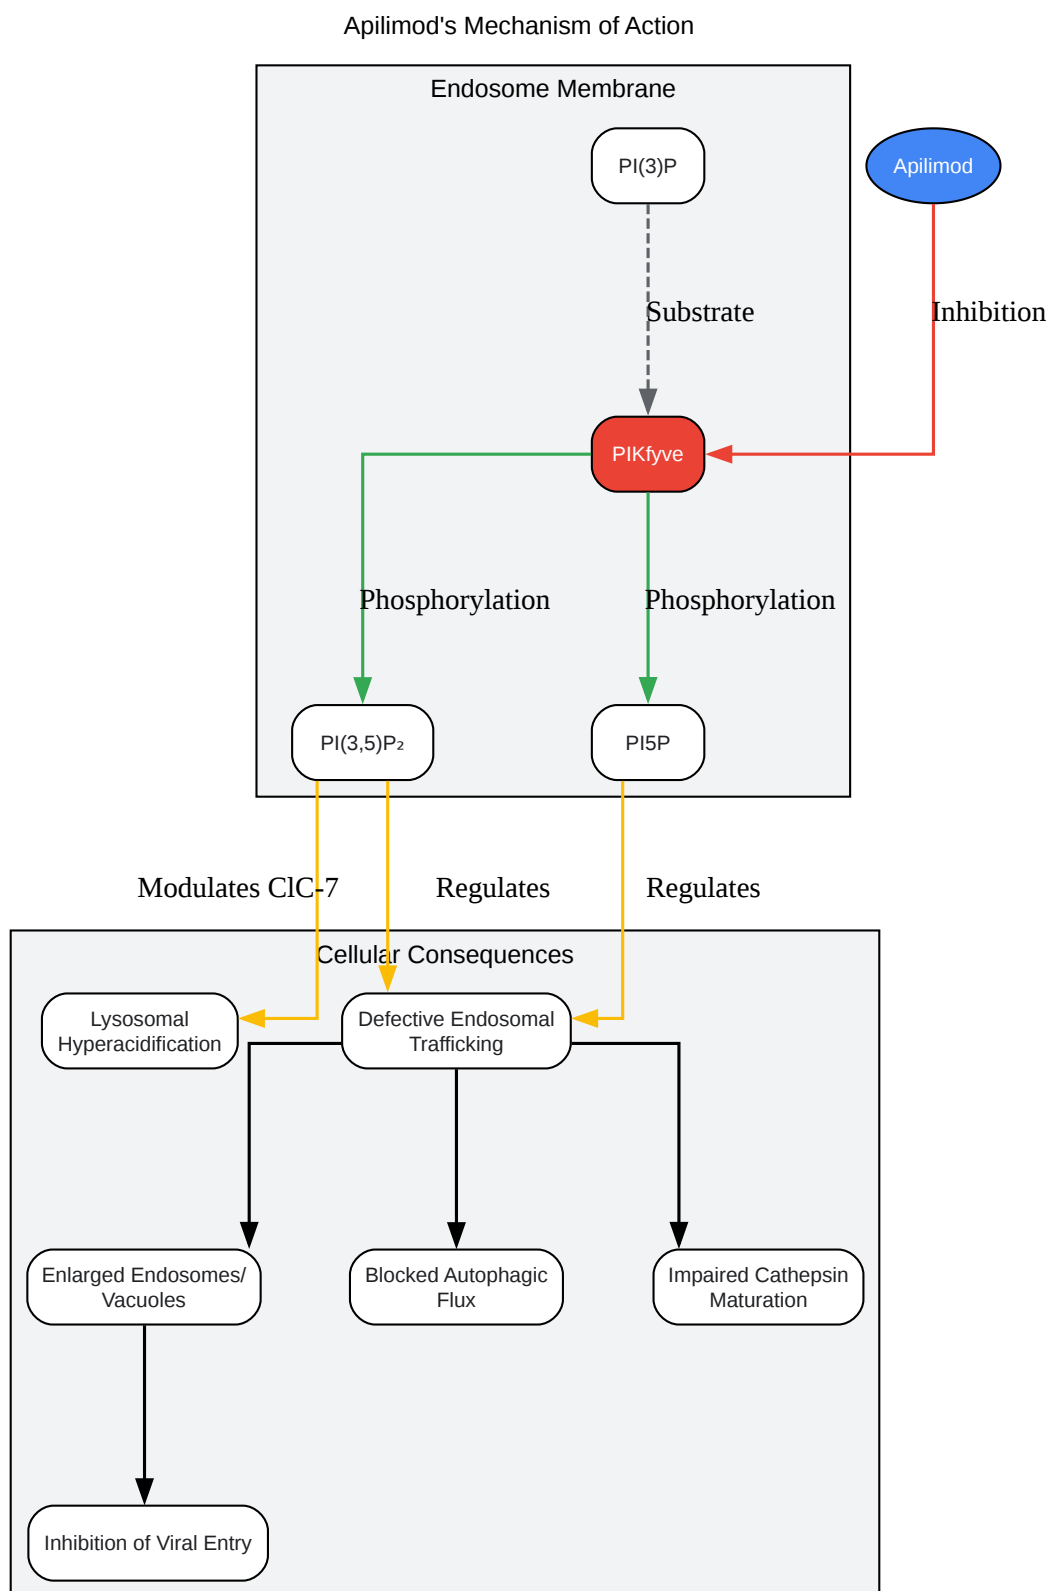 Apilimod's Mechanism of Action
Endosome Membrane
PI(3)P
Apilimod
Substrate
Inhibition
PIKfyve
Phosphorylation
Phosphorylation
PI(3,5)P₂
PI5P
Modulates ClC-7
Regulates
Regulates
Cellular Consequences
Lysosomal
Hyperacidification
Defective Endosomal
Trafficking
Enlarged Endosomes/
Vacuoles
Blocked Autophagic
Flux
Impaired Cathepsin
Maturation
Inhibition of Viral Entry